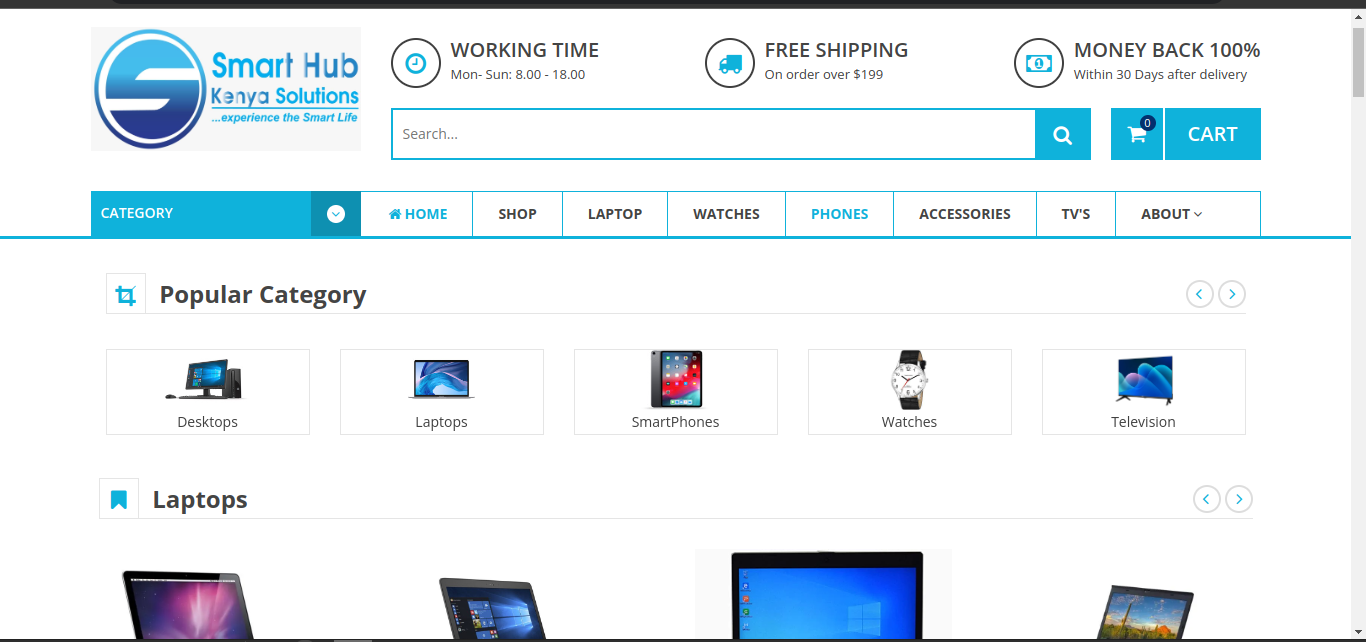 Smart Hub
Kenya Solutions
...experience the Smart Life
WORKING TIME
Mon- Sun: 8.00 - 18.00
FREE SHIPPING
On order over $199
MONEY BACK 100%
Within 30 Days after delivery
Search...
0
CART
CATEGORY
HOME
SHOP
LAPTOP
WATCHES
PHONES
ACCESSORIES
TV'S
ABOUT
Popular Category
Desktops
Laptops
SmartPhones
Watches
Television
Laptops